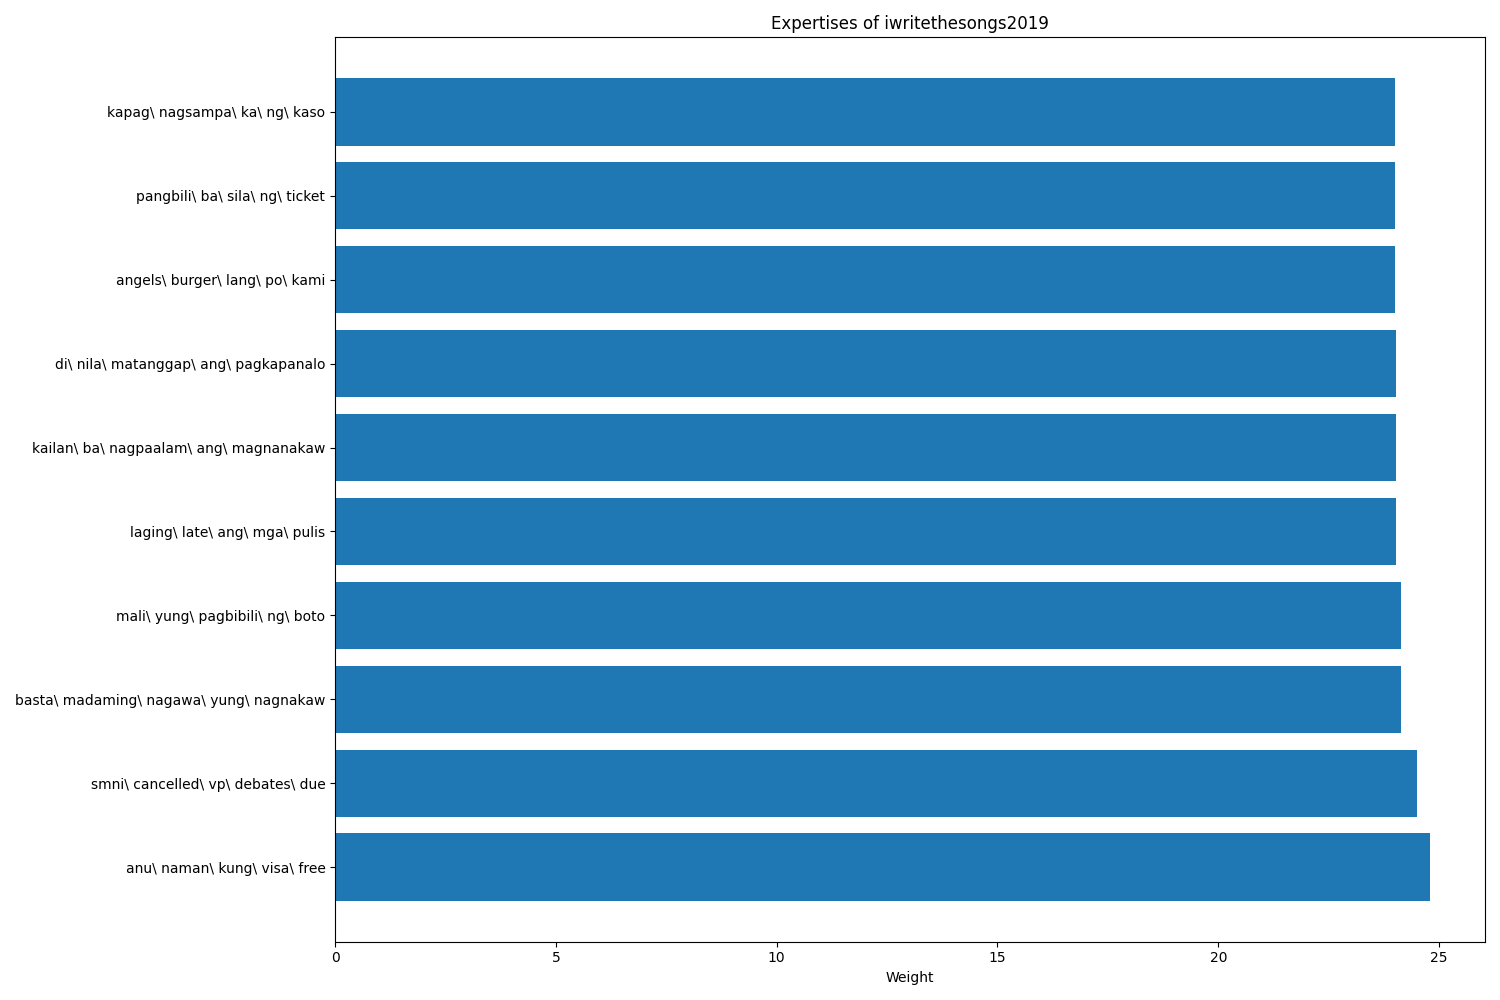 Expertises of iwritethesongs2019
kapag\ nagsampa\ ka\ ng\ kaso
pangbili\ ba\ sila\ ng\ ticket
angels\ burger\ lang\ po\ kami
di\ nila\ matanggap\ ang\ pagkapanalo
kailan\ ba\ nagpaalam\ ang\ magnanakaw
laging\ late\ ang\ mga\ pulis
mali\ yung\ pagbibili\ ng\ boto
basta\ madaming\ nagawa\ yung\ nagnakaw
smni\ cancelled\ vp\ debates\ due
anu\ naman\ kung\ visa\ free
0 5 10 15 20 25
Weight